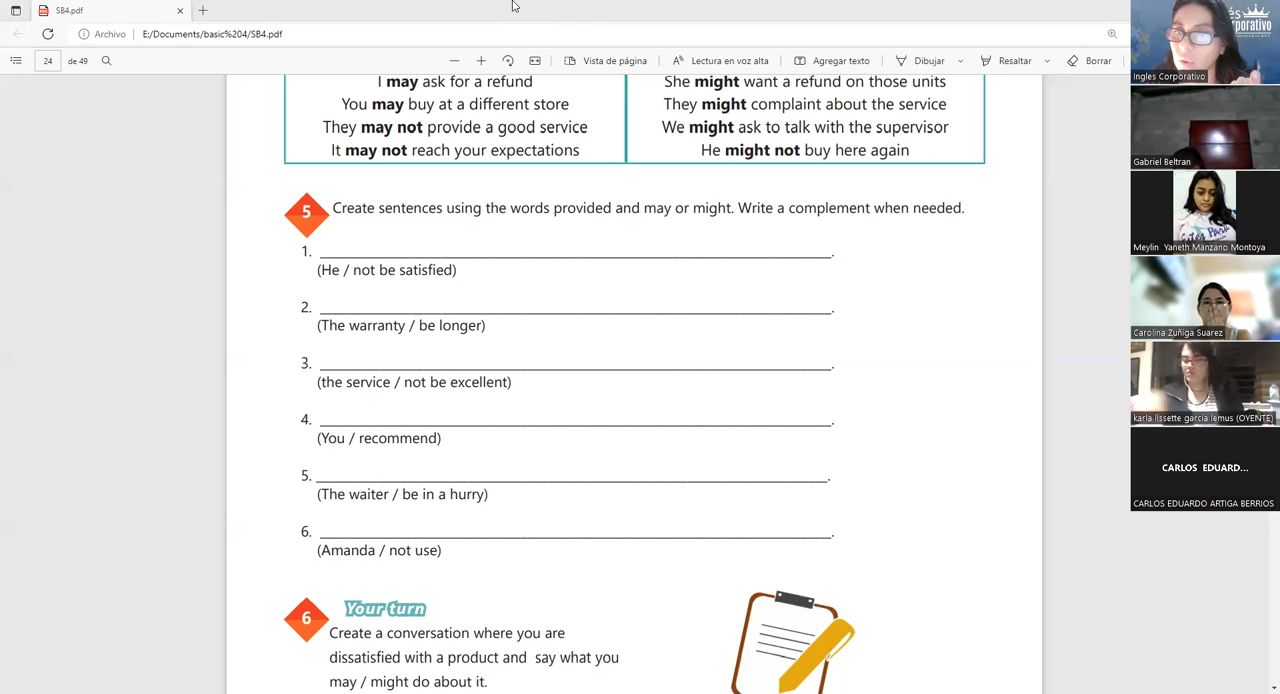 SB4.pdf
Archivo
E:/Documents/basic%204/SB4.pdf
24
de 49
Vista de página
Lectura en voz alta
Agregar texto
Dibujar
Resaltar
Borrar
I may ask for a refund
You may buy at a different store
They may not provide a good service
It may not reach your expectations
She might want a refund on those units
They might complaint about the service
We might ask to talk with the supervisor
He might not buy here again
5
Create sentences using the words provided and may or might. Write a complement when needed.
1. .
(He / not be satisfied)
2. .
(The warranty / be longer)
3. .
(the service / not be excellent)
4. .
(You / recommend)
5. .
(The waiter / be in a hurry)
6. .
(Amanda / not use)
6
Your turn
Create a conversation where you are
dissatisfied with a product and say what you
may / might do about it.
Ingles Corporativo
Gabriel Beltran
Meylin Yaneth Manzano Montoya
Carolina Zuñiga Suarez
karla lissette garcia lemus (OYENTE)
CARLOS EDUARD...
CARLOS EDUARDO ARTIGA BERRIOS